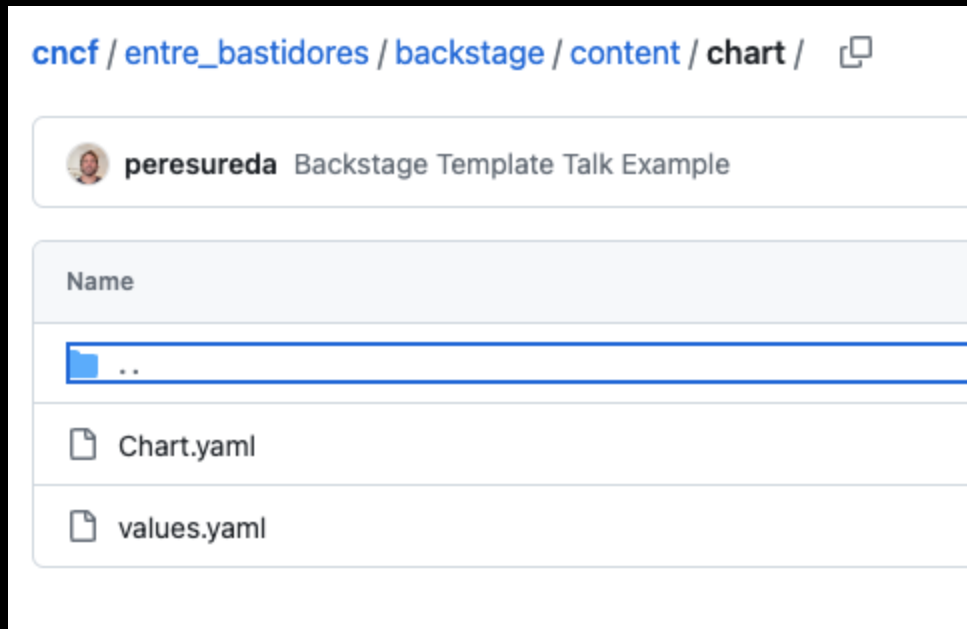 cncf / entre_bastidores / backstage / content / chart /
peresureda Backstage Template Talk Example
Name
..
Chart.yaml
values.yaml